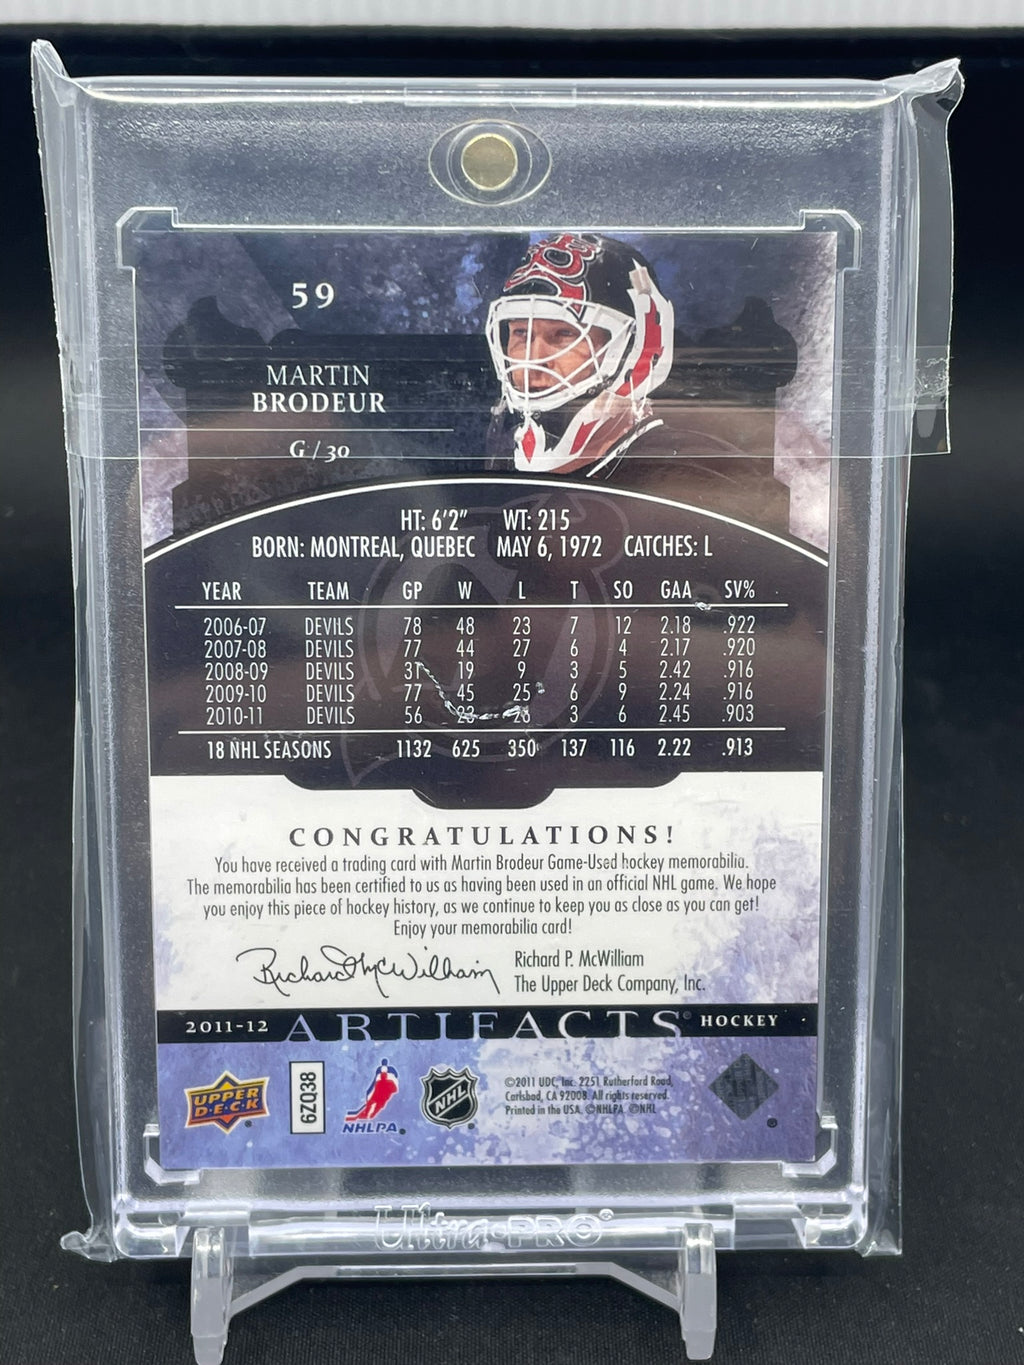 59
MARTIN
BRODEUR
G / 30
HT: 6'2" WT: 215
BORN: MONTREAL, QUEBEC MAY 6, 1972 CATCHES: L
YEAR TEAM GP W L T SO GAA SV%
2006-07 DEVILS 78 48 23 7 12 2.18 .922
2007-08 DEVILS 77 44 27 6 4 2.17 .920
2008-09 DEVILS 31 19 9 3 5 2.42 .916
2009-10 DEVILS 77 45 25 6 9 2.24 .916
2010-11 DEVILS 56 23 26 3 6 2.45 .903
18 NHL SEASONS 1132 625 350 137 116 2.22 .913
CONGRATULATIONS!
You have received a trading card with Martin Brodeur Game-Used hockey memorabilia.
The memorabilia has been certified to us as having been used in an official NHL game. We hope
you enjoy this piece of hockey history, as we continue to keep you as close as you can get!
Enjoy your memorabilia card!
Richard McWilliam
Richard P. McWilliam
The Upper Deck Company, Inc.
2011-12 ARTIFACTS® HOCKEY
UPPER
D·E·C·K
6ZQ38
NHLPA
NHL
©2011 UDC, Inc. 2251 Rutherford Road,
Carlsbad, CA 92008. All rights reserved.
Printed in the USA. ©NHLPA ©NHL
Ultra·PRO®